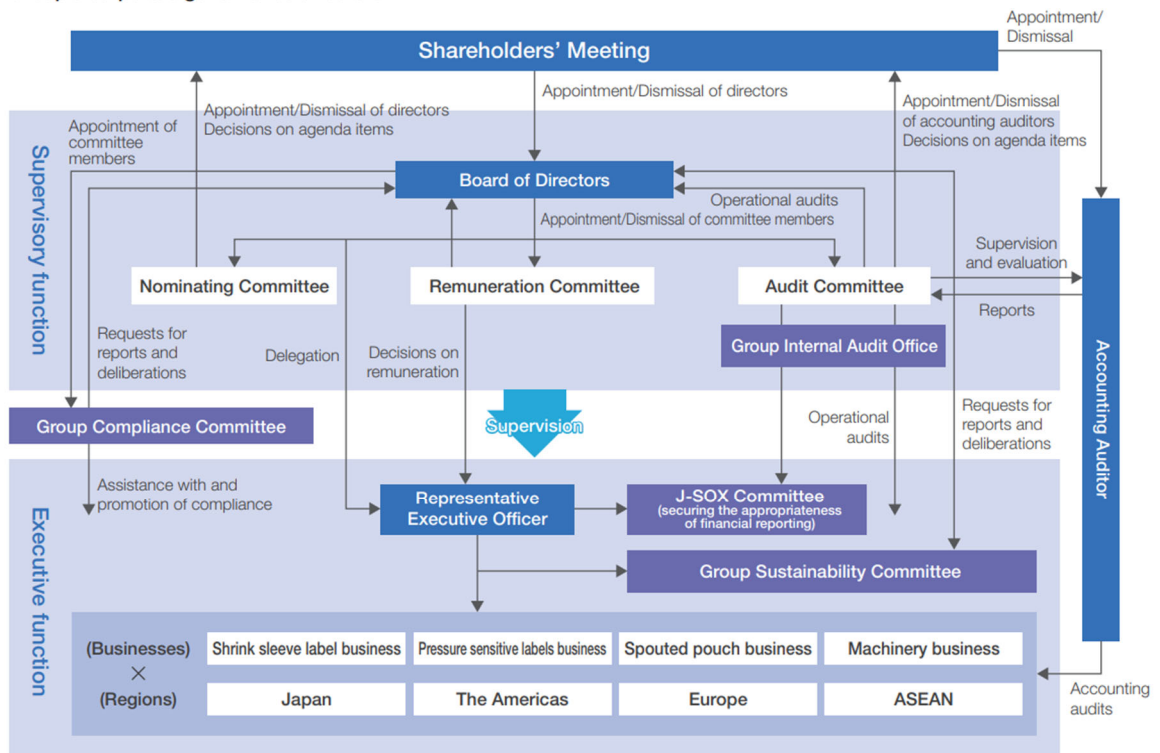 Appointment/
Dismissal
Shareholders' Meeting
Appointment/Dismissal of directors
Decisions on agenda items
Appointment/Dismissal of directors
Appointment/Dismissal
of accounting auditors
Decisions on agenda items
Appointment of
committee
members
Supervisory function
Board of Directors
Operational audits
Appointment/Dismissal of committee members
Supervision
and evaluation
Nominating Committee
Remuneration Committee
Audit Committee
Reports
Requests for
reports and
deliberations
Delegation
Decisions on
remuneration
Group Internal Audit Office
Accounting Auditor
Group Compliance Committee
Supervision
Operational
audits
Requests for
reports and
deliberations
Assistance with and
promotion of compliance
Executive function
Representative
Executive Officer
J-SOX Committee
(securing the appropriateness
of financial reporting)
Group Sustainability Committee
(Businesses)
×
(Regions)
Shrink sleeve label business
Pressure sensitive labels business
Spouted pouch business
Machinery business
Japan
The Americas
Europe
ASEAN
Accounting
audits